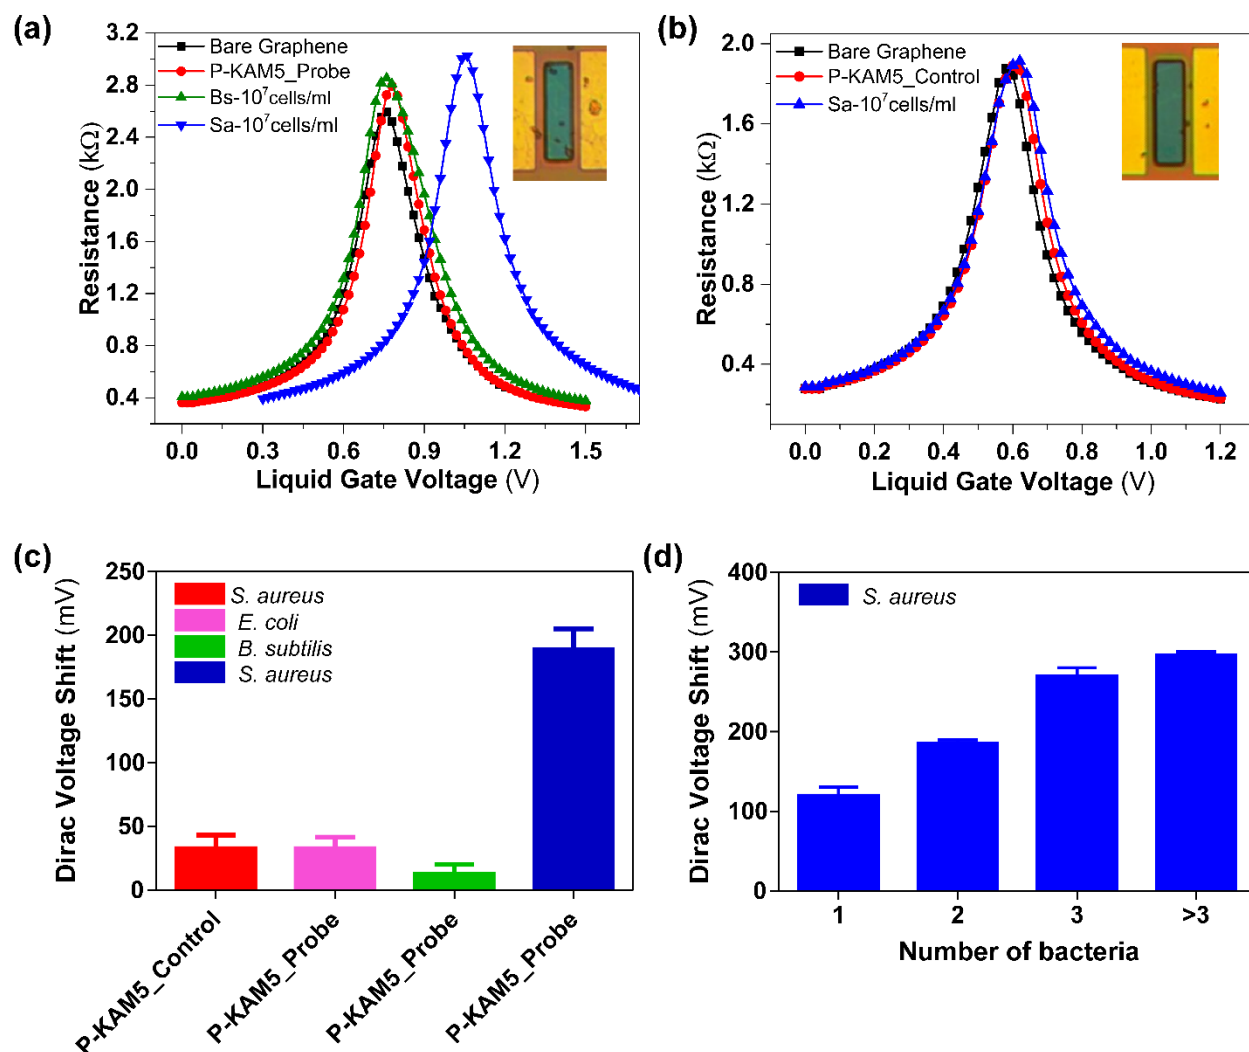 (a)
Bare Graphene
P-KAM5_Probe
Bs-10⁷cells/ml
Sa-10⁷cells/ml
3.2
2.8
2.4
2.0
1.6
1.2
0.8
0.4
Resistance (kΩ)
0.0 0.3 0.6 0.9 1.2 1.5
Liquid Gate Voltage (V)
(b)
Bare Graphene
P-KAM5_Control
Sa-10⁷cells/ml
2.0
1.6
1.2
0.8
0.4
Resistance (kΩ)
0.0 0.2 0.4 0.6 0.8 1.0 1.2
Liquid Gate Voltage (V)
(c)
S. aureus
E. coli
B. subtilis
S. aureus
250
200
150
100
50
0
Dirac Voltage Shift (mV)
P-KAM5_Control
P-KAM5_Probe
P-KAM5_Probe
P-KAM5_Probe
(d)
S. aureus
400
300
200
100
0
Dirac Voltage Shift (mV)
1 2 3 >3
Number of bacteria